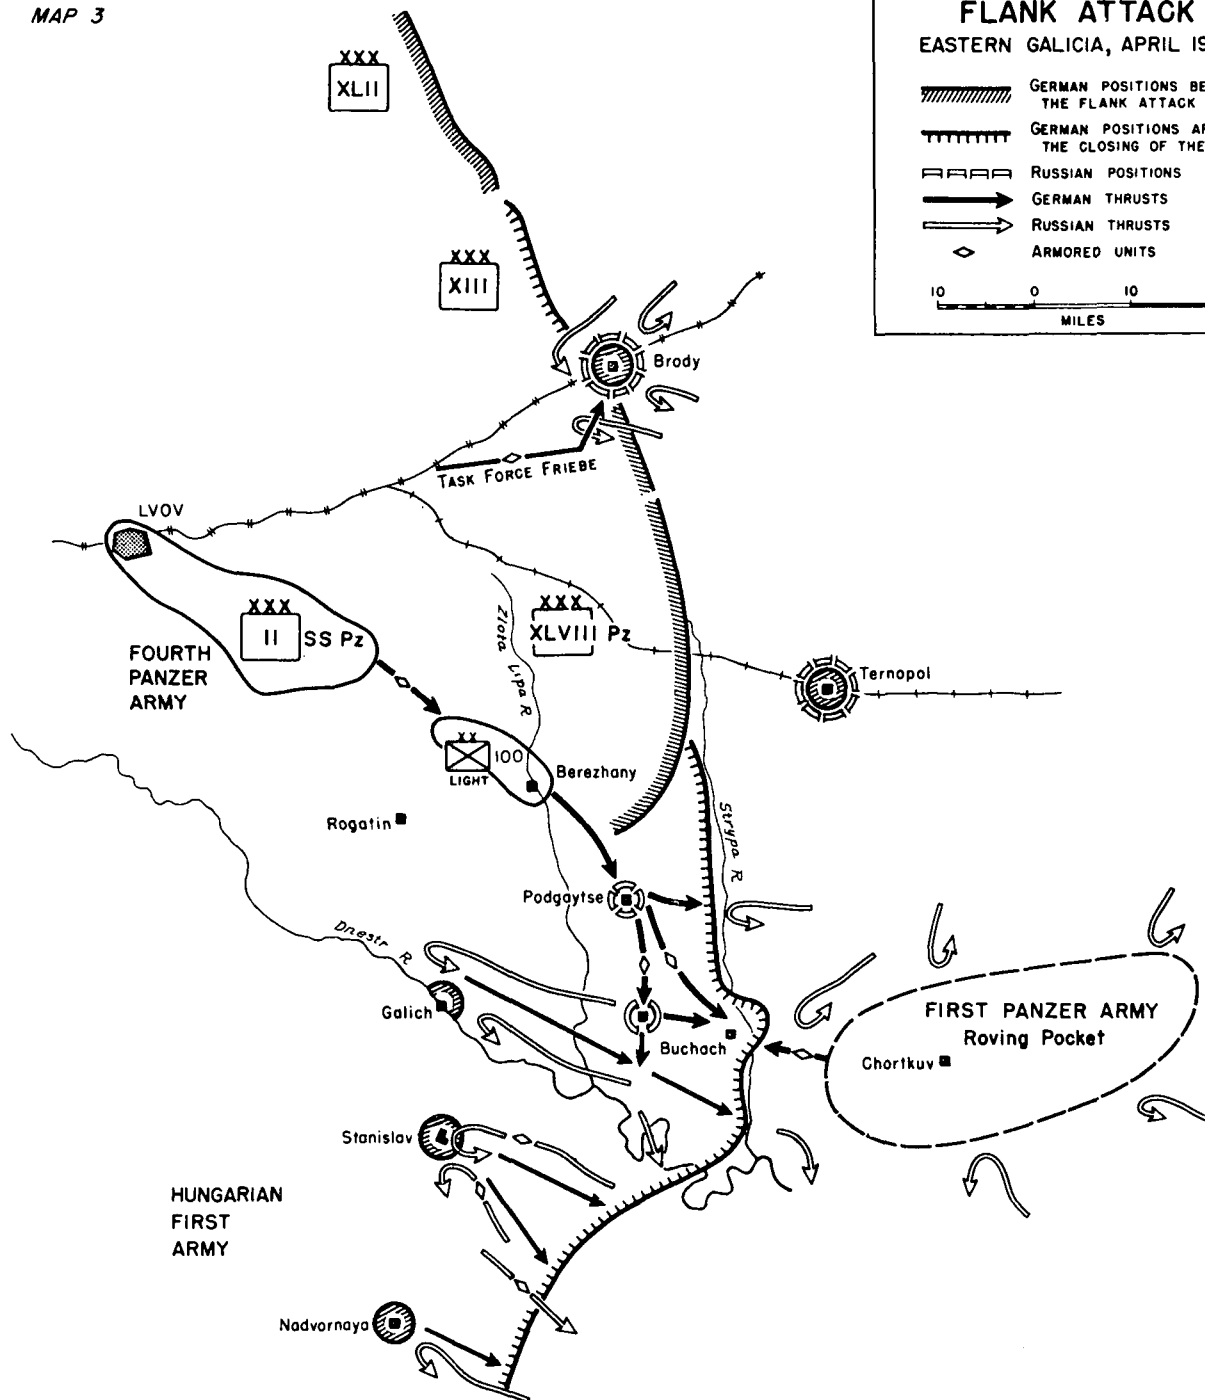 MAP 3
FLANK ATTACK
EASTERN GALICIA, APRIL 19
GERMAN POSITIONS BE
THE FLANK ATTACK
GERMAN POSITIONS AF
THE CLOSING OF THE
RUSSIAN POSITIONS
GERMAN THRUSTS
RUSSIAN THRUSTS
ARMORED UNITS
10 0 10
MILES
XXX
XLII
XXX
XIII
Brody
TASK FORCE FRIEBE
LVOV
XXX
II SS Pz
FOURTH
PANZER
ARMY
Zlota Lipa R
XXX
XLVIII Pz
Ternopol
XX
100
LIGHT
Berezhany
Rogatin
Strypa R
Podgaytse
Dnestr R.
Galich
Buchach
FIRST PANZER ARMY
Roving Pocket
Chortkuv
Stanislav
HUNGARIAN
FIRST
ARMY
Nadvornaya